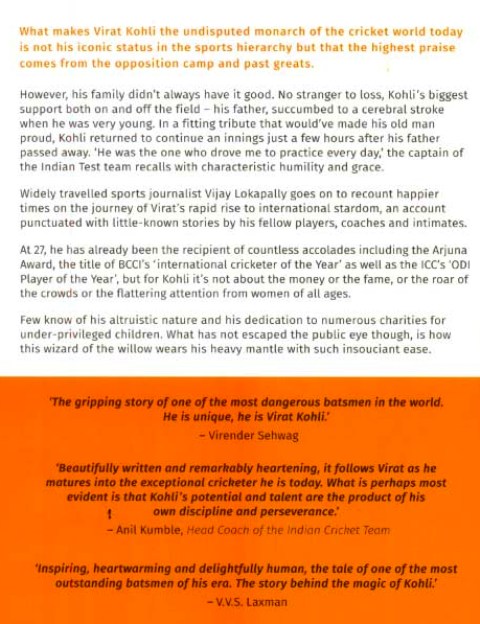 What makes Virat Kohli the undisputed monarch of the cricket world today
is not his iconic status in the sports hierarchy but that the highest praise
comes from the opposition camp and past greats.
However, his family didn't always have it good. No stranger to loss, Kohli's biggest
support both on and off the field – his father, succumbed to a cerebral stroke
when he was very young. In a fitting tribute that would've made his old man
proud, Kohli returned to continue an innings just a few hours after his father
passed away. 'He was the one who drove me to practice every day,' the captain of
the Indian Test team recalls with characteristic humility and grace.
Widely travelled sports journalist Vijay Lokapally goes on to recount happier
times on the journey of Virat's rapid rise to international stardom, an account
punctuated with little-known stories by his fellow players, coaches and intimates.
At 27, he has already been the recipient of countless accolades including the Arjuna
Award, the title of BCCI's 'international cricketer of the Year' as well as the ICC's 'ODI
Player of the Year', but for Kohli it's not about the money or the fame, or the roar of
the crowds or the flattering attention from women of all ages.
Few know of his altruistic nature and his dedication to numerous charities for
under-privileged children. What has not escaped the public eye though, is how
this wizard of the willow wears his heavy mantle with such insouciant ease.
'The gripping story of one of the most dangerous batsmen in the world.
He is unique, he is Virat Kohli.'
– Virender Sehwag
'Beautifully written and remarkably heartening, it follows Virat as he
matures into the exceptional cricketer he is today. What is perhaps most
evident is that Kohli's potential and talent are the product of his
own discipline and perseverance.'
– Anil Kumble, Head Coach of the Indian Cricket Team
'Inspiring, heartwarming and delightfully human, the tale of one of the most
outstanding batsmen of his era. The story behind the magic of Kohli.'
– V.V.S. Laxman